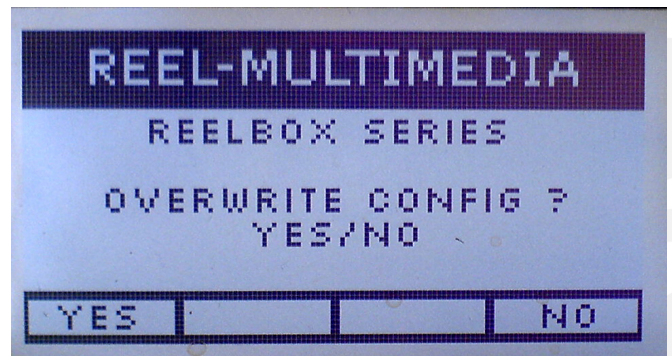 REEL-MULTIMEDIA
REELBOX SERIES
OVERWRITE CONFIG ?
YES/NO
YES NO